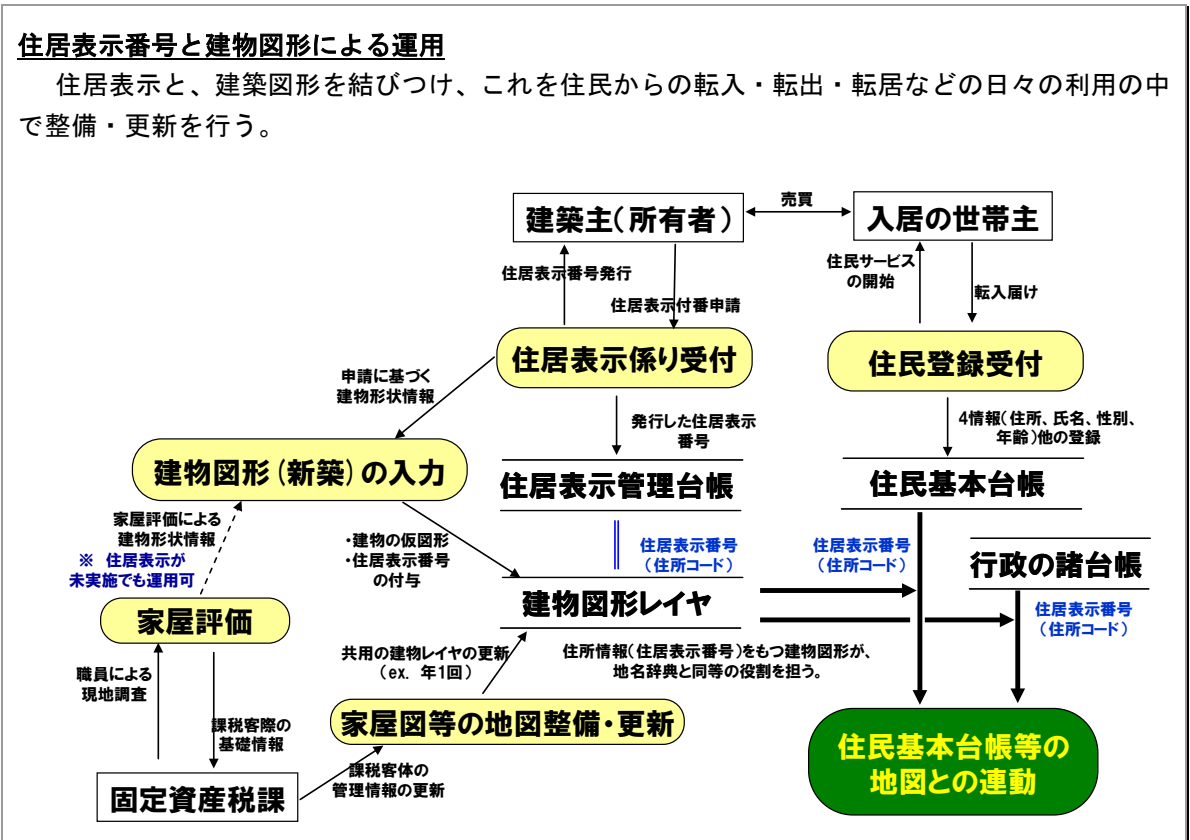 住居表示番号と建物図形による運用
住居表示と、建築図形を結びつけ、これを住民からの転入・転出・転居などの日々の利用の中
で整備・更新を行う。
建築主(所有者)
売買
入居の世帯主
住居表示番号発行
住居表示付番申請
住民サービス
の開始
転入届け
住居表示係り受付
住民登録受付
申請に基づく
建物形状情報
発行した住居表示
番号
4情報(住所、氏名、性別、
年齢)他の登録
建物図形(新築)の入力
住居表示管理台帳
住民基本台帳
家屋評価による
建物形状情報
※ 住居表示が
未実施でも運用可
・建物の仮図形
・住居表示番号
の付与
住居表示番号
(住所コード)
住居表示番号
(住所コード)
行政の諸台帳
住居表示番号
(住所コード)
建物図形レイヤ
家屋評価
共用の建物レイヤの更新
(ex. 年1回)
住所情報(住居表示番号)をもつ建物図形が、
地名辞典と同等の役割を担う。
職員による
現地調査
課税客際の
基礎情報
家屋図等の地図整備・更新
課税客体の
管理情報の更新
固定資産税課
住民基本台帳等の
地図との連動